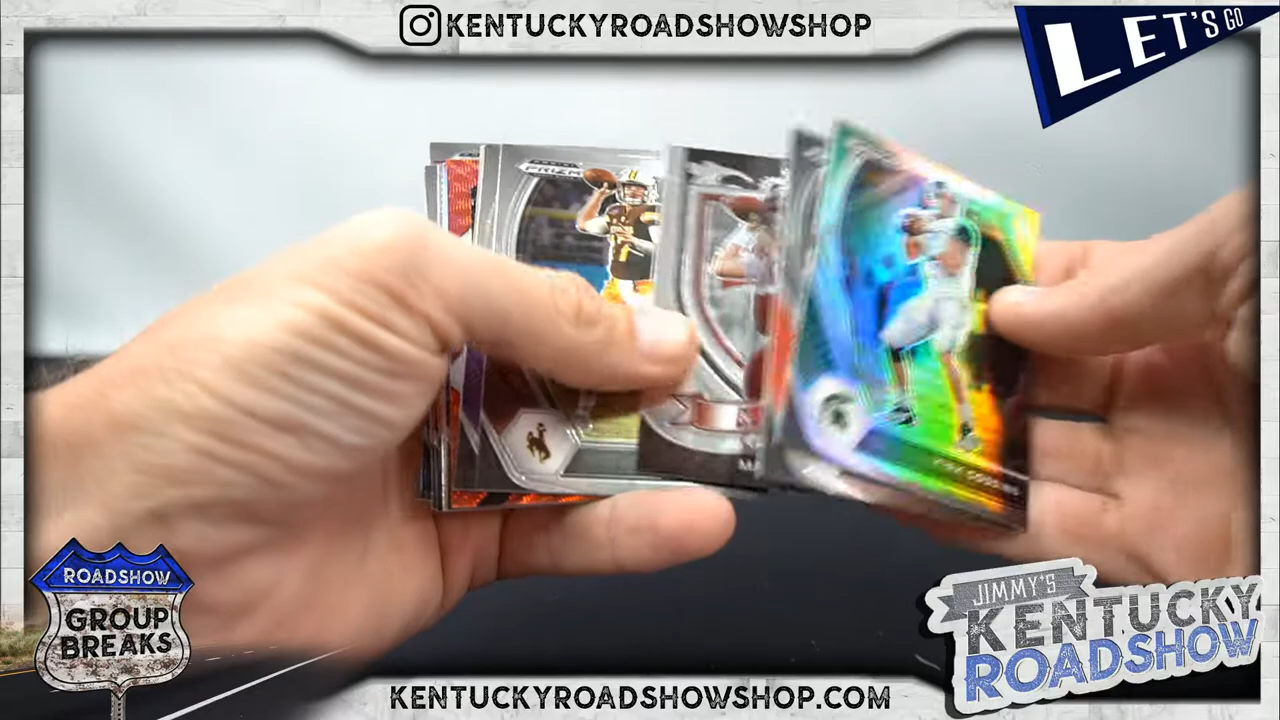 KENTUCKYROADSHOWSHOP
LET'S GO
PRIZM
ROADSHOW
GROUP
BREAKS
JIMMY'S
KENTUCKY
ROADSHOW
KENTUCKYROADSHOWSHOP.COM